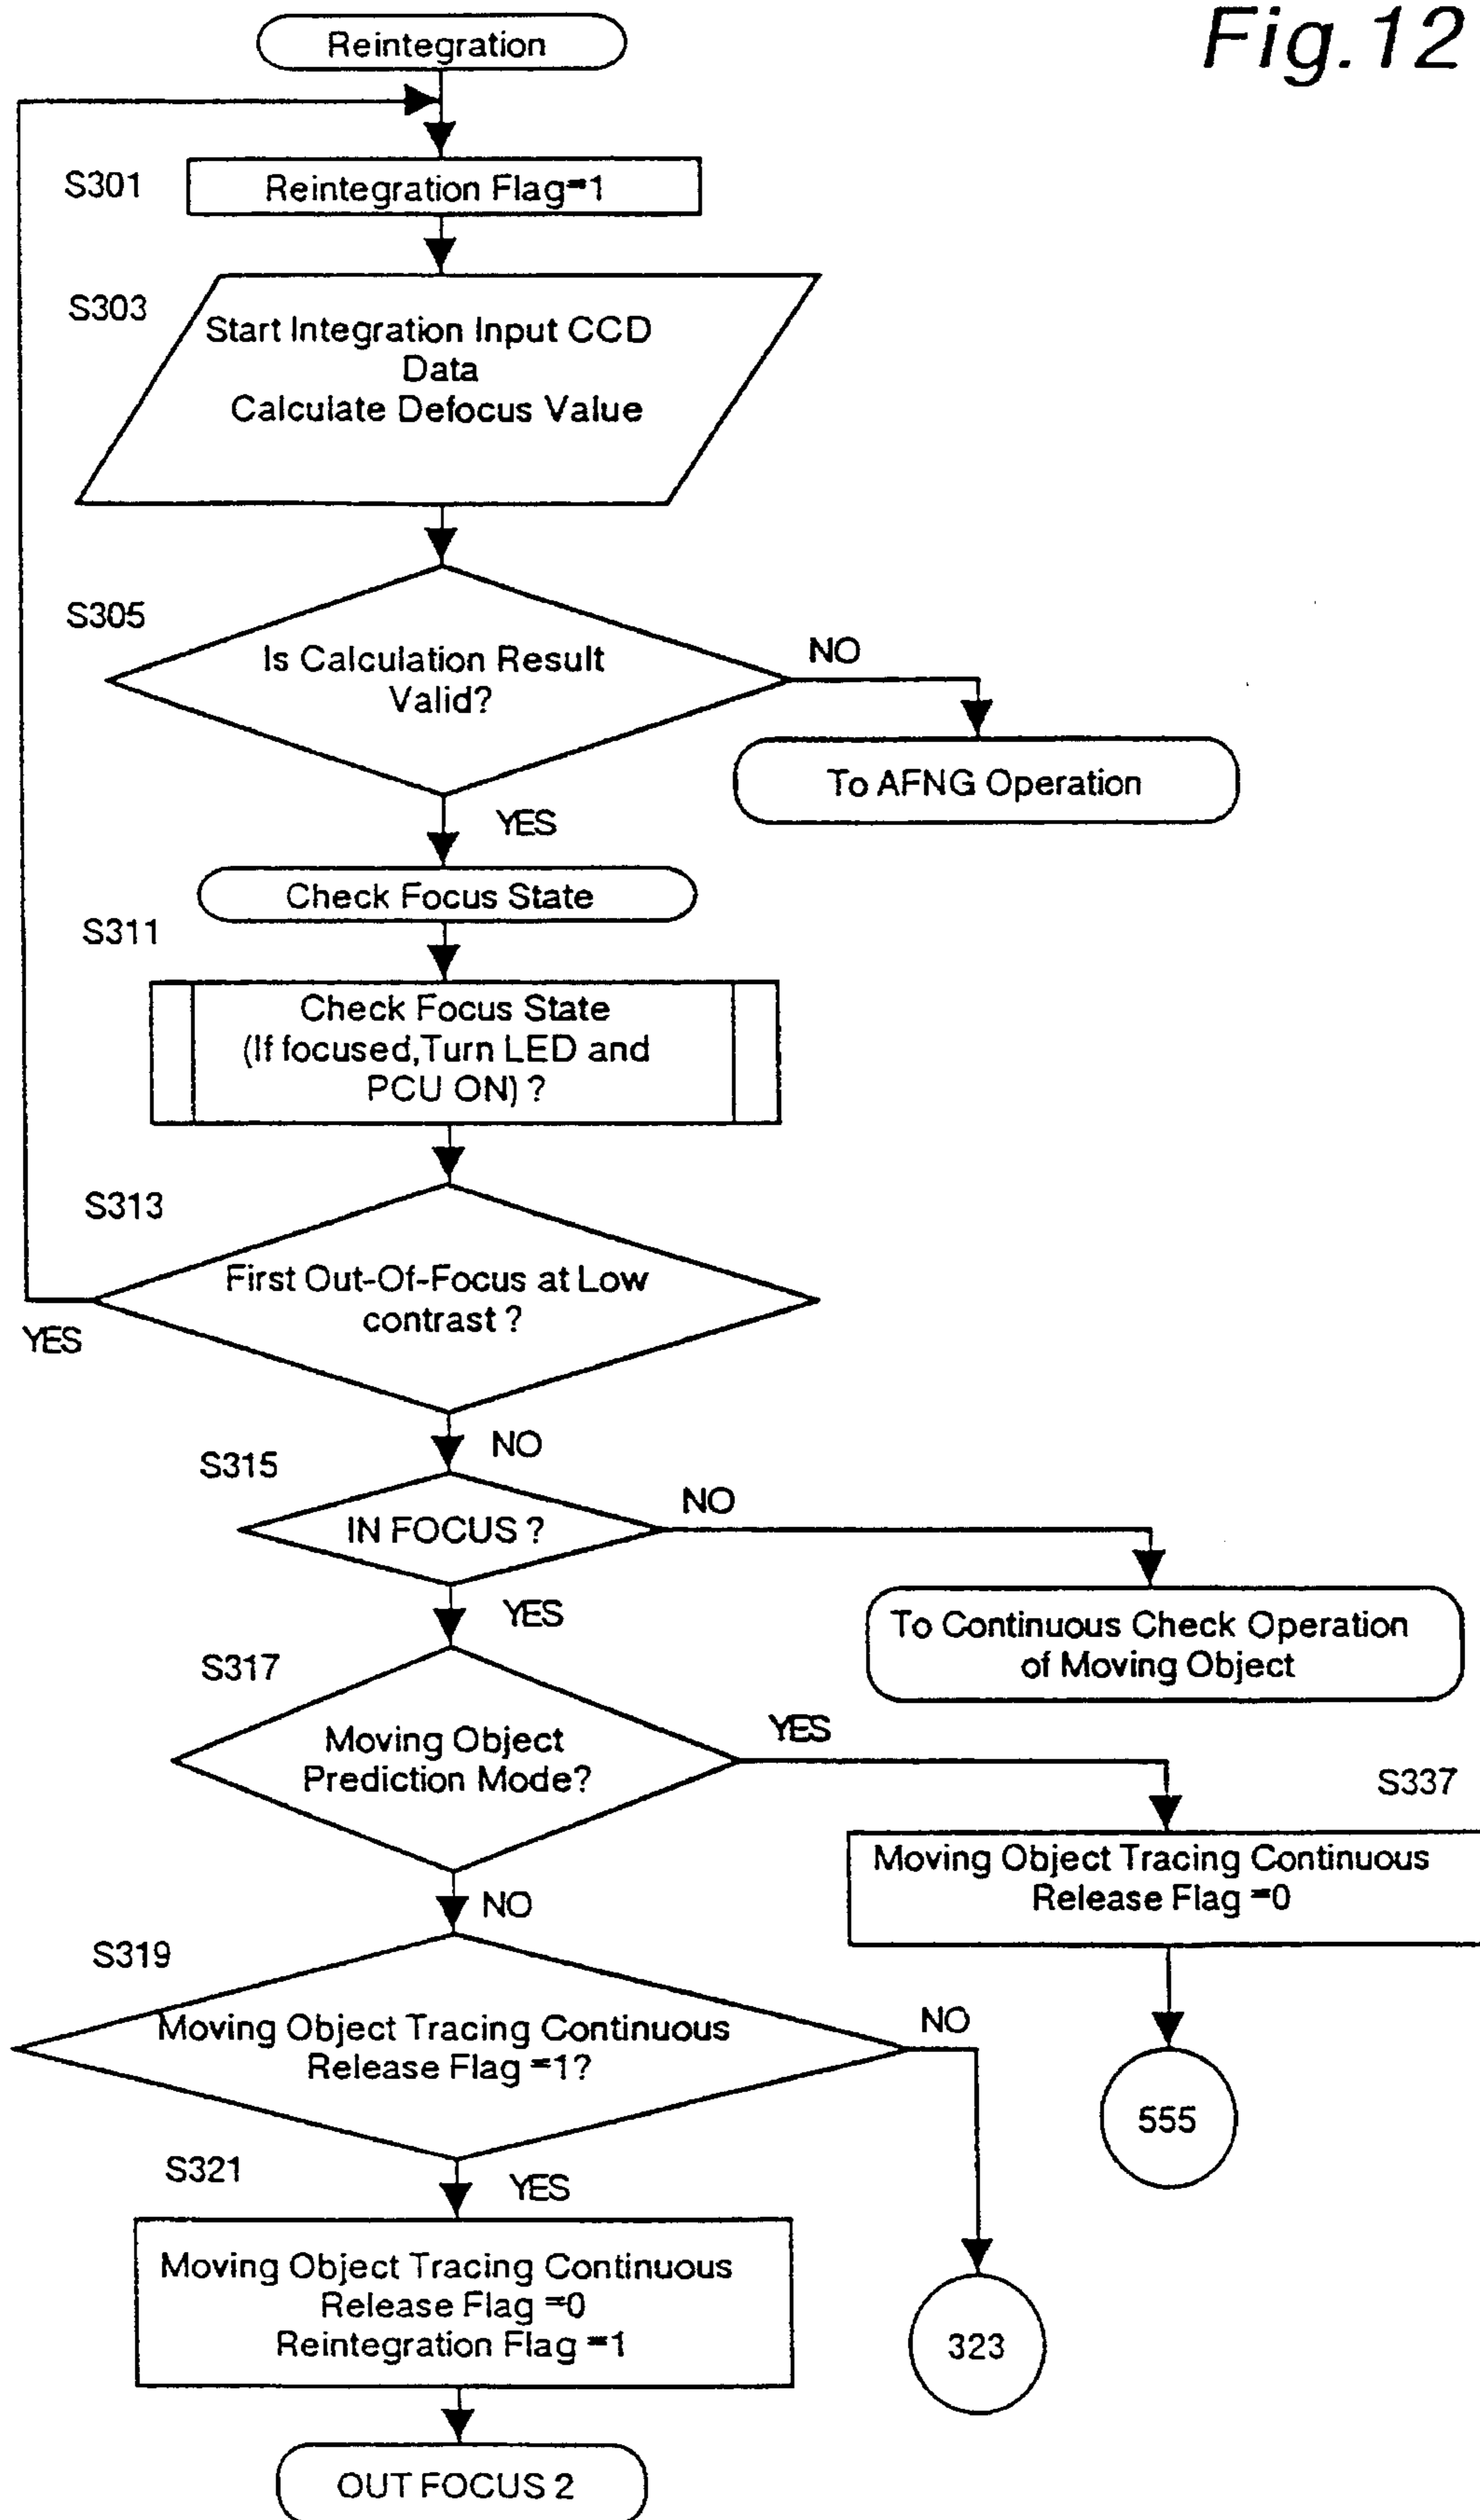 Fig.12
Reintegration
S301
Reintegration Flag=1
S303
Start Integration Input CCD
Data
Calculate Defocus Value
S305
Is Calculation Result
Valid?
NO
To AFNG Operation
YES
Check Focus State
S311
Check Focus State
(If focused,Turn LED and
PCU ON) ?
S313
First Out-Of-Focus at Low
contrast ?
YES
NO
S315
IN FOCUS ?
NO
To Continuous Check Operation
of Moving Object
YES
S317
Moving Object
Prediction Mode?
YES
S337
Moving Object Tracing Continuous
Release Flag =0
555
NO
S319
Moving Object Tracing Continuous
Release Flag =1?
NO
323
S321
YES
Moving Object Tracing Continuous
Release Flag =0
Reintegration Flag =1
OUT FOCUS 2